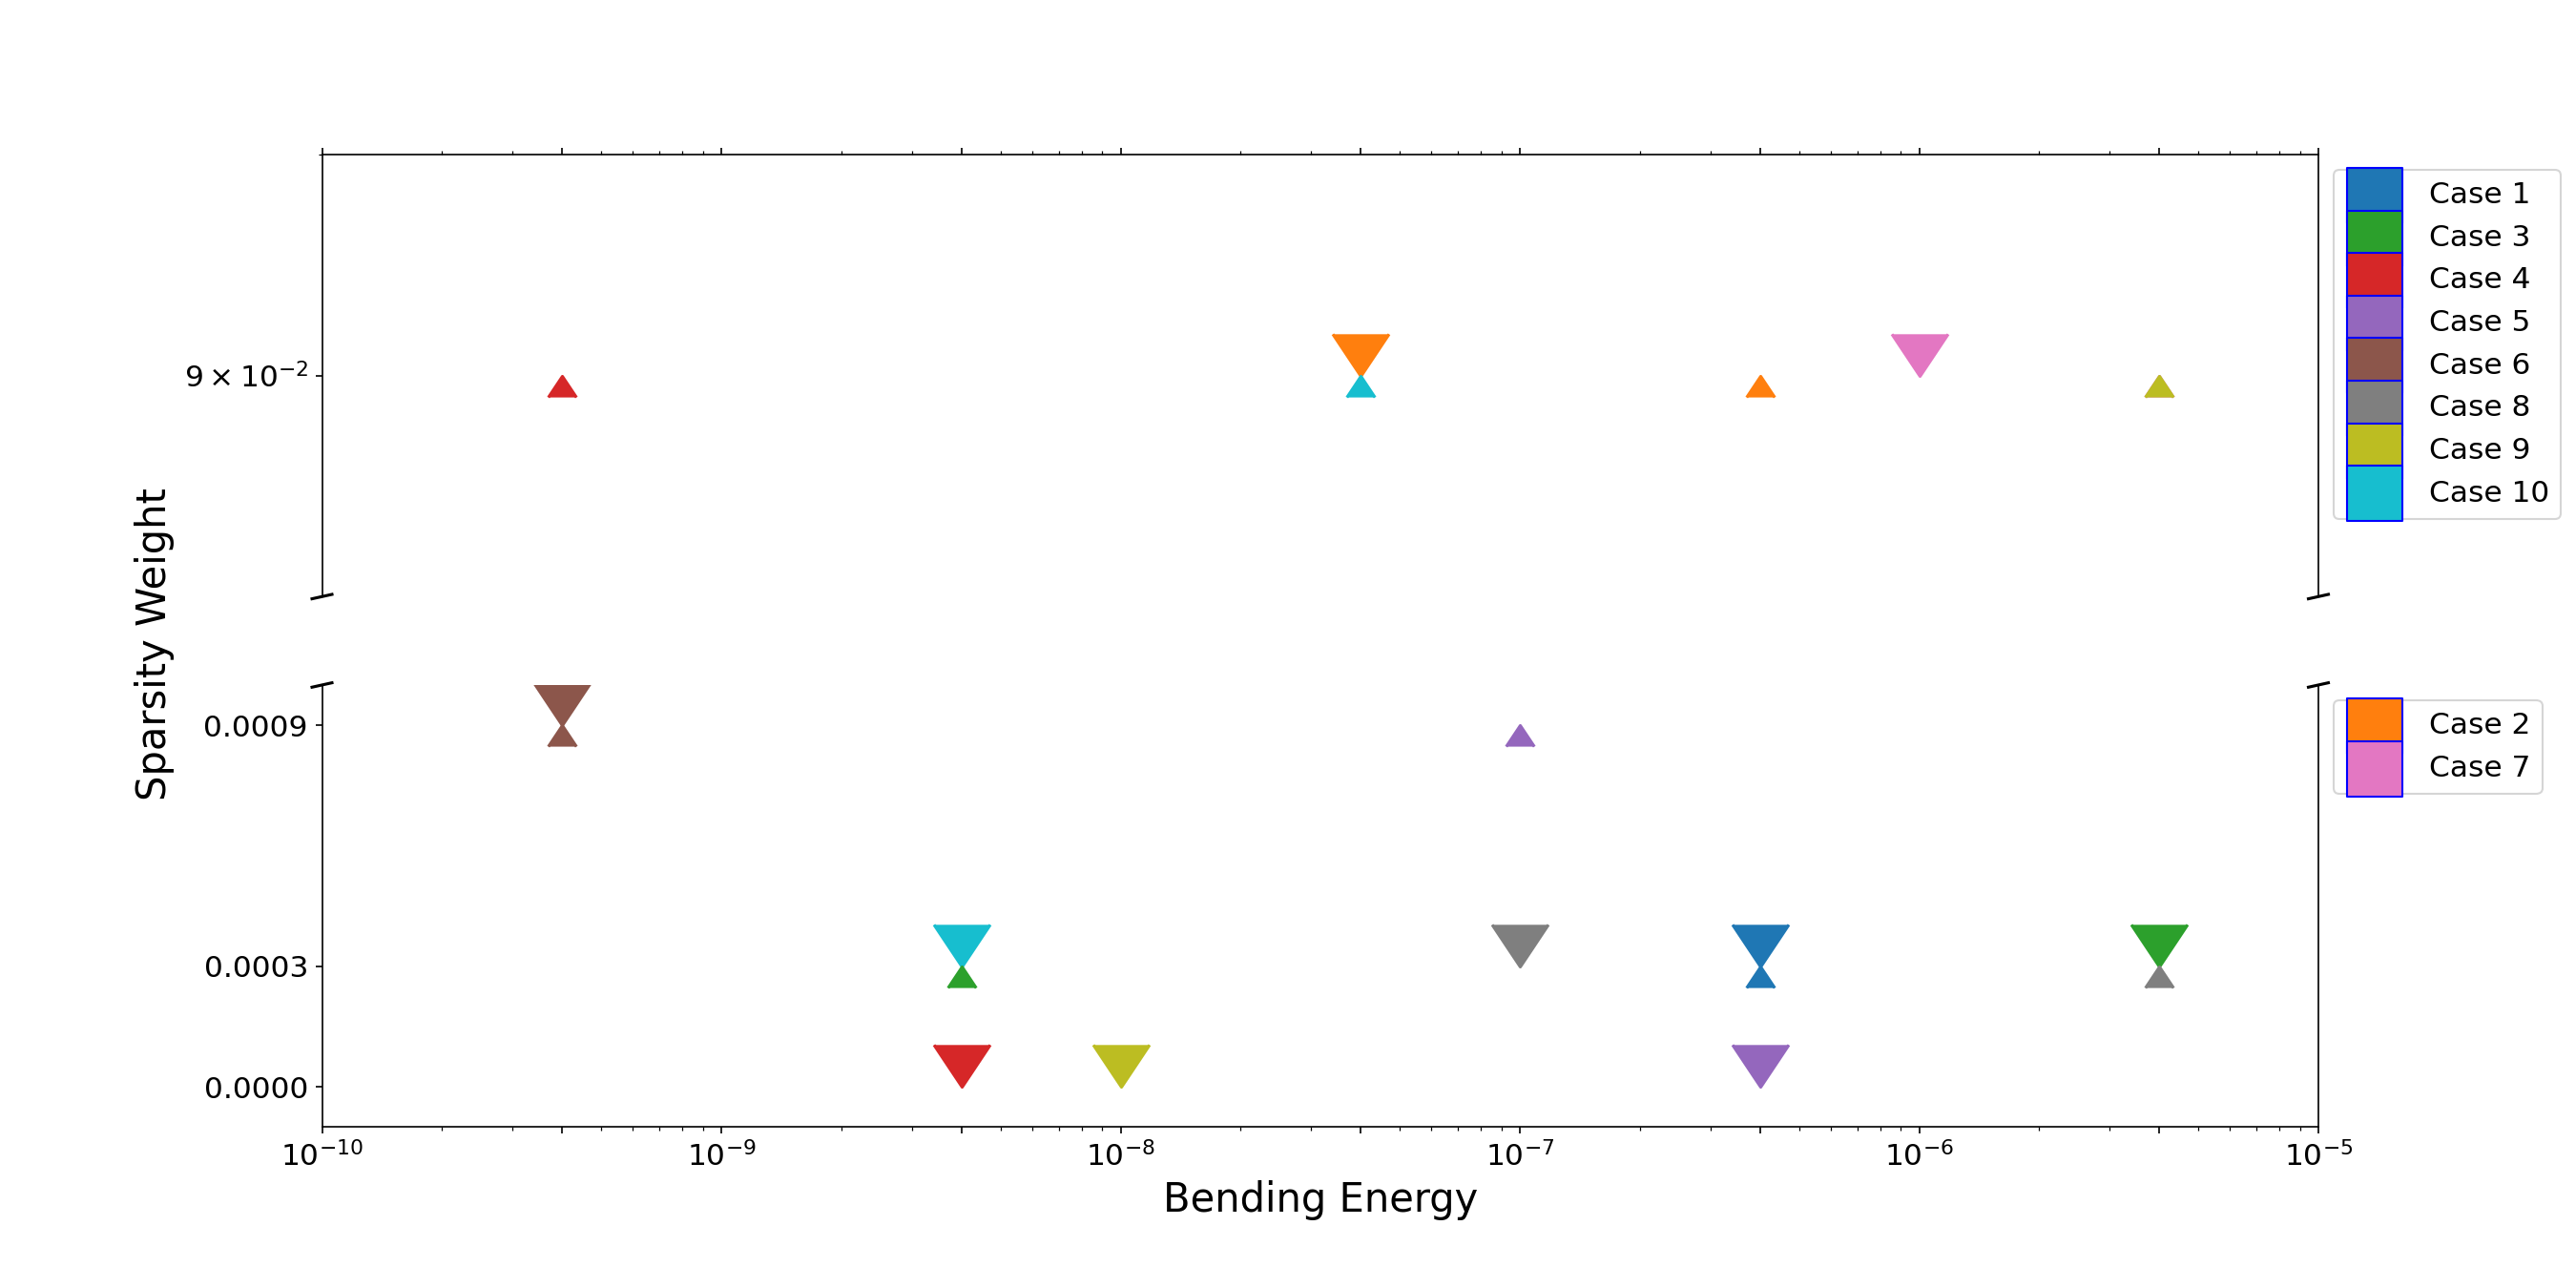 Sparsity Weight
9 × 10⁻²
0.0009
0.0003
0.0000
10⁻¹⁰ 10⁻⁹ 10⁻⁸ 10⁻⁷ 10⁻⁶ 10⁻⁵
Bending Energy
Case 1
Case 3
Case 4
Case 5
Case 6
Case 8
Case 9
Case 10
Case 2
Case 7